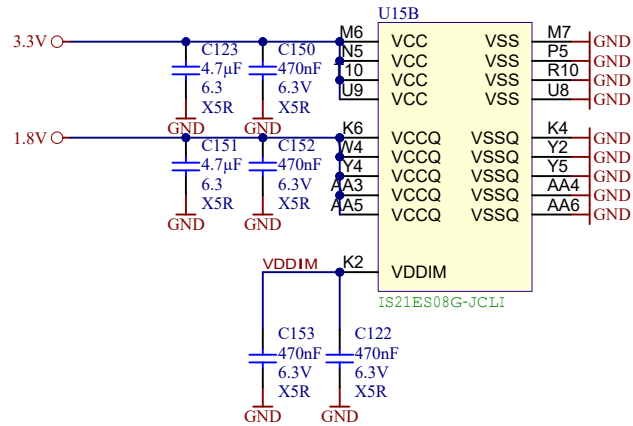 U15B
3.3V
M6 VCC VSS M7 GND
N5 VCC VSS P5 GND
T10 VCC VSS R10 GND
U9 VCC VSS U8 GND
C123
4.7µF
6.3
X5R
GND
C150
470nF
6.3V
X5R
GND
1.8V
K6 VCCQ VSSQ K4 GND
W4 VCCQ VSSQ Y2 GND
Y4 VCCQ VSSQ Y5 GND
AA3 VCCQ VSSQ AA4 GND
AA5 VCCQ VSSQ AA6 GND
C151
4.7µF
6.3
X5R
GND
C152
470nF
6.3V
X5R
GND
VDDIM K2 VDDIM
IS21ES08G-JCLI
C153
470nF
6.3V
X5R
GND
C122
470nF
6.3V
X5R
GND